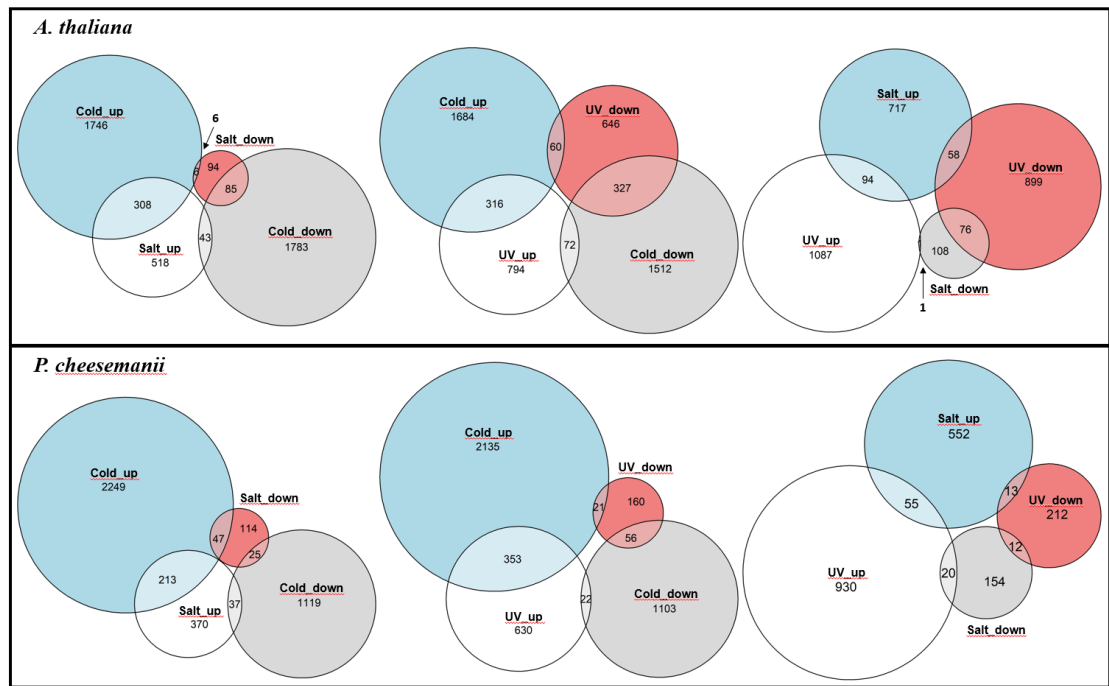 A. thaliana
Cold_up
1746
6
Salt_down
6
94
85
308
43
Salt_up
518
Cold_down
1783
Cold_up
1684
UV_down
646
60
327
316
72
UV_up
794
Cold_down
1512
Salt_up
717
58
UV_down
899
94
UV_up
1087
76
108
Salt_down
1
P. cheesemanii
Cold_up
2249
Salt_down
114
47
25
213
37
Salt_up
370
Cold_down
1119
Cold_up
2135
UV_down
160
21
56
353
22
UV_up
630
Cold_down
1103
Salt_up
552
13
UV_down
212
55
12
UV_up
930
20
154
Salt_down